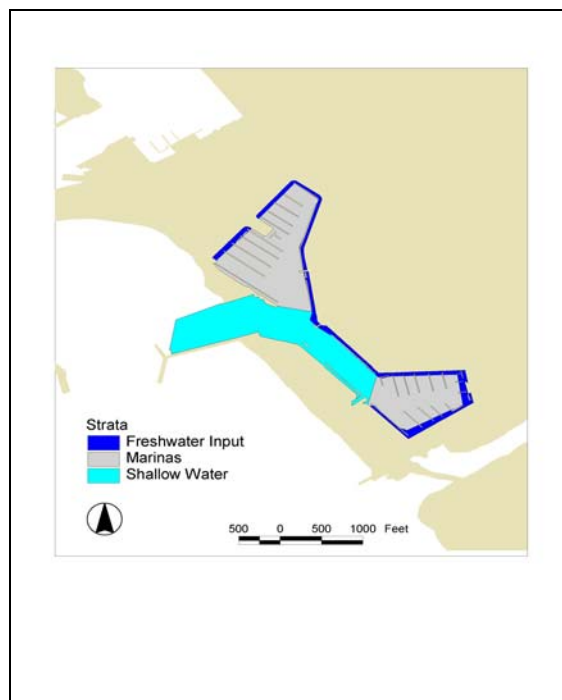 Strata
Freshwater Input
Marinas
Shallow Water
500 0 500 1000 Feet